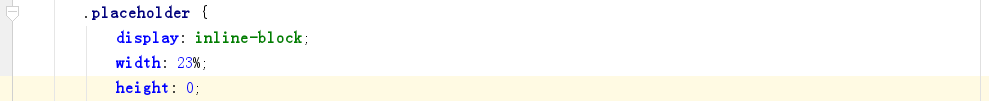 .placeholder {
display: inline-block;
width: 23%;
height: 0;